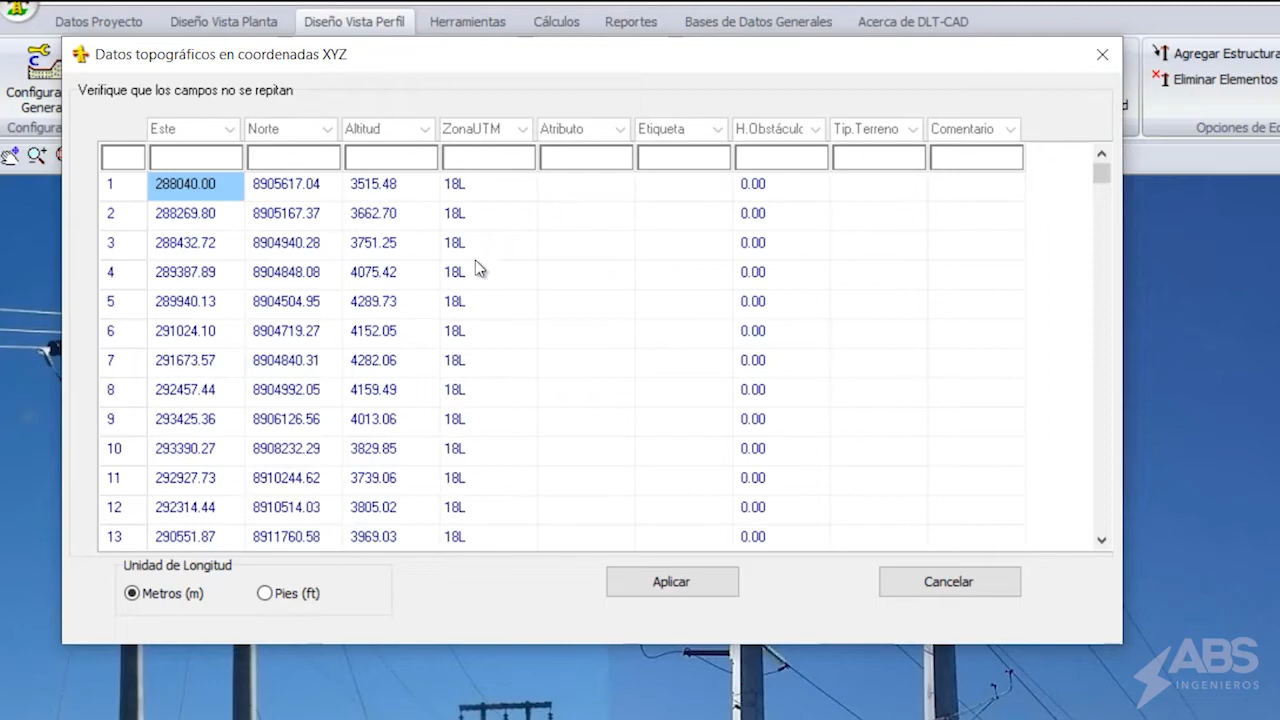 Datos Proyecto Diseño Vista Planta Diseño Vista Perfil Herramientas Cálculos Reportes Bases de Datos Generales Acerca de DLT-CAD
Datos topográficos en coordenadas XYZ
Agregar Estructura
Eliminar Elementos
Configura
Genera
Configura
Opciones de Ec
Verifique que los campos no se repitan
Este Norte Altitud ZonaUTM Atributo Etiqueta H.Obstáculo Tip.Terreno Comentario
1 288040.00 8905617.04 3515.48 18L 0.00
2 288269.80 8905167.37 3662.70 18L 0.00
3 288432.72 8904940.28 3751.25 18L 0.00
4 289387.89 8904848.08 4075.42 18L 0.00
5 289940.13 8904504.95 4289.73 18L 0.00
6 291024.10 8904719.27 4152.05 18L 0.00
7 291673.57 8904840.31 4282.06 18L 0.00
8 292457.44 8904992.05 4159.49 18L 0.00
9 293425.36 8906126.56 4013.06 18L 0.00
10 293390.27 8908232.29 3829.85 18L 0.00
11 292927.73 8910244.62 3739.06 18L 0.00
12 292314.44 8910514.03 3805.02 18L 0.00
13 290551.87 8911760.58 3969.03 18L 0.00
Unidad de Longitud
Metros (m) Pies (ft)
Aplicar Cancelar
ABS
INGENIEROS